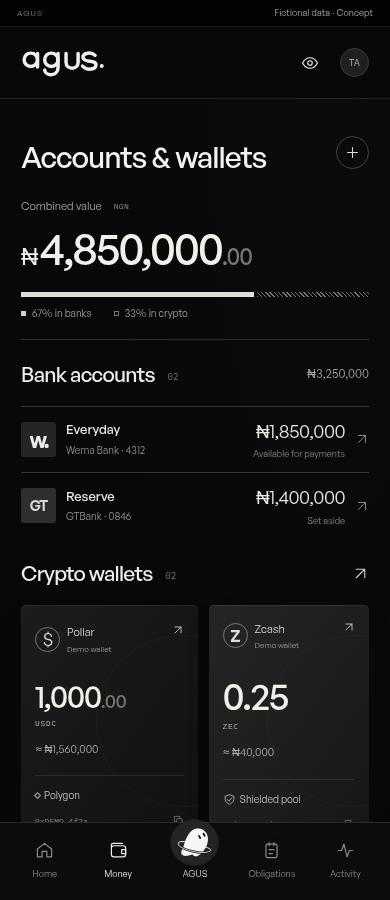 AGUS
Fictional data · Concept
agus.
TA
Accounts & wallets
Combined value NGN
₦4,850,000.00
67% in banks 33% in crypto
Bank accounts 02 ₦3,250,000
w. Everyday ₦1,850,000
Wema Bank · 4312 Available for payments
GT Reserve ₦1,400,000
GTBank · 0846 Set aside
Crypto wallets 02
Pollar
Demo wallet
1,000.00
USDC
≈ ₦1,560,000
Polygon
Z Zcash
Demo wallet
0.25
ZEC
≈ ₦40,000
Shielded pool
Home
Money
AGUS
Obligations
Activity